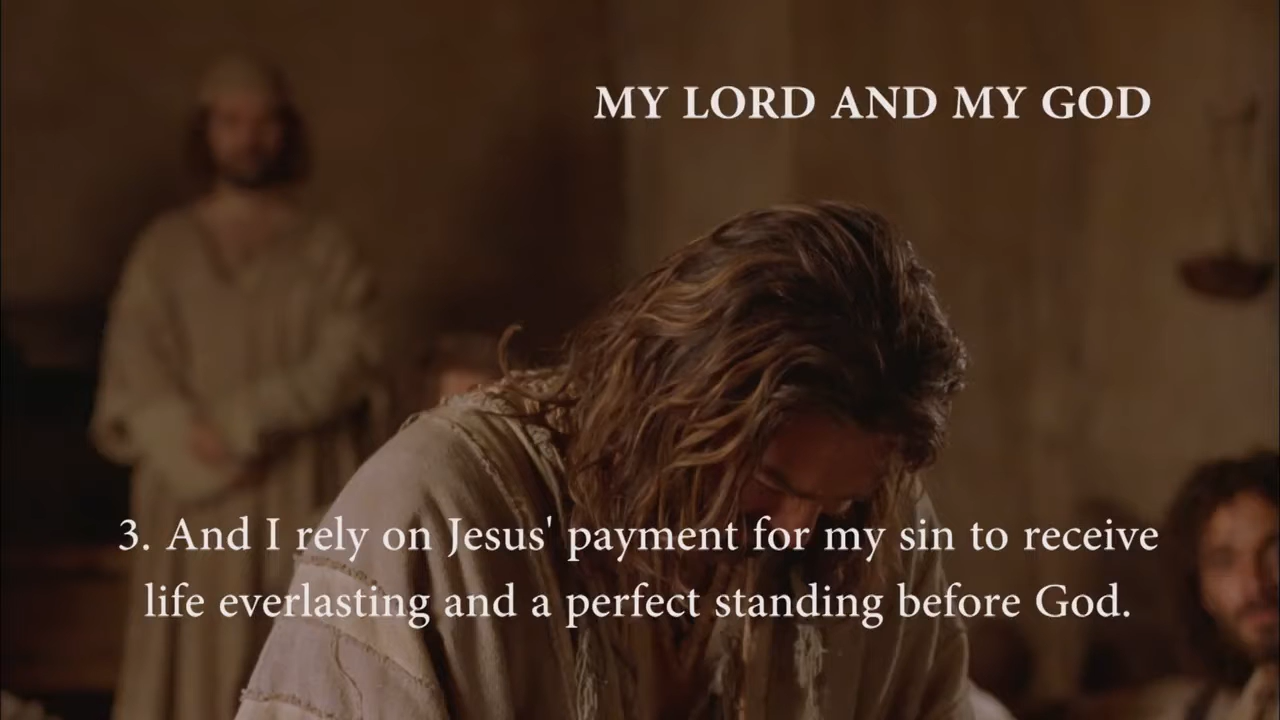 MY LORD AND MY GOD
3. And I rely on Jesus' payment for my sin to receive
life everlasting and a perfect standing before God.